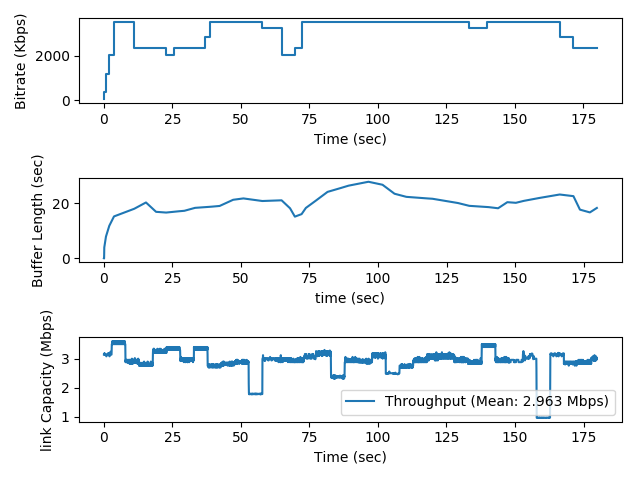 Bitrate (Kbps)
2000
0
0 25 50 75 100 125 150 175
Time (sec)
Buffer Length (sec)
20
0
0 25 50 75 100 125 150 175
time (sec)
link Capacity (Mbps)
3
2
1
Throughput (Mean: 2.963 Mbps)
0 25 50 75 100 125 150 175
Time (sec)